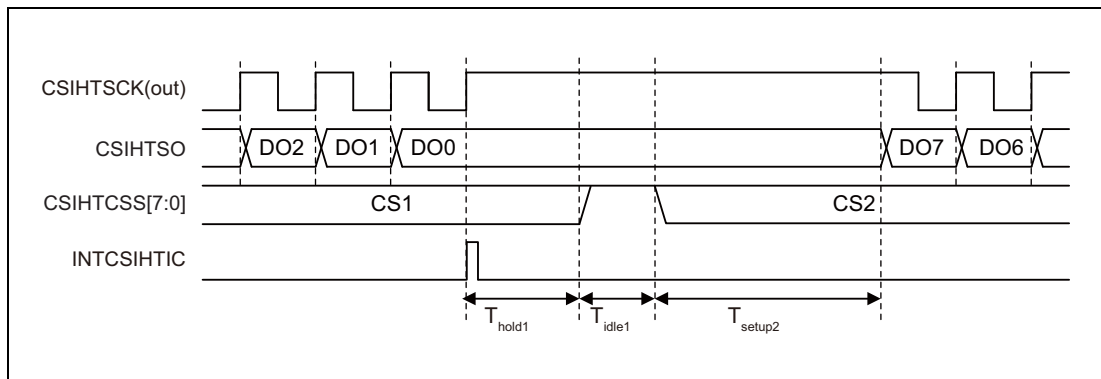 CSIHTSCK(out)
CSIHTSO DO2 DO1 DO0 DO7 DO6
CSIHTCSS[7:0] CS1 CS2
INTCSIHTIC
Thold1 Tidle1 Tsetup2